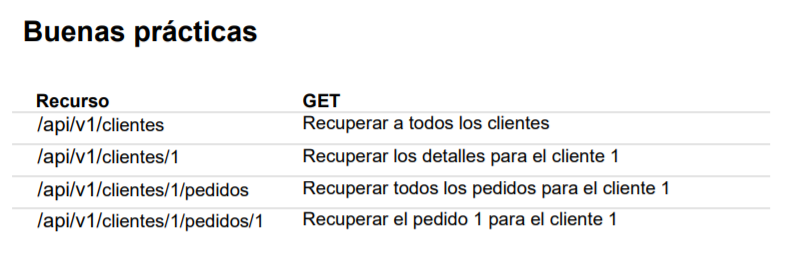 Buenas prácticas
Recurso GET
/api/v1/clientes Recuperar a todos los clientes
/api/v1/clientes/1 Recuperar los detalles para el cliente 1
/api/v1/clientes/1/pedidos Recuperar todos los pedidos para el cliente 1
/api/v1/clientes/1/pedidos/1 Recuperar el pedido 1 para el cliente 1